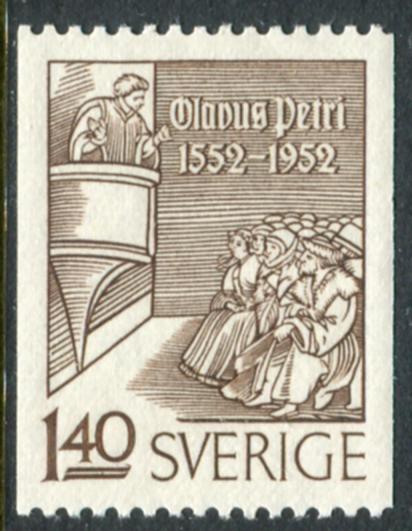 Olavus Petri
1552-1952
1.40 SVERIGE